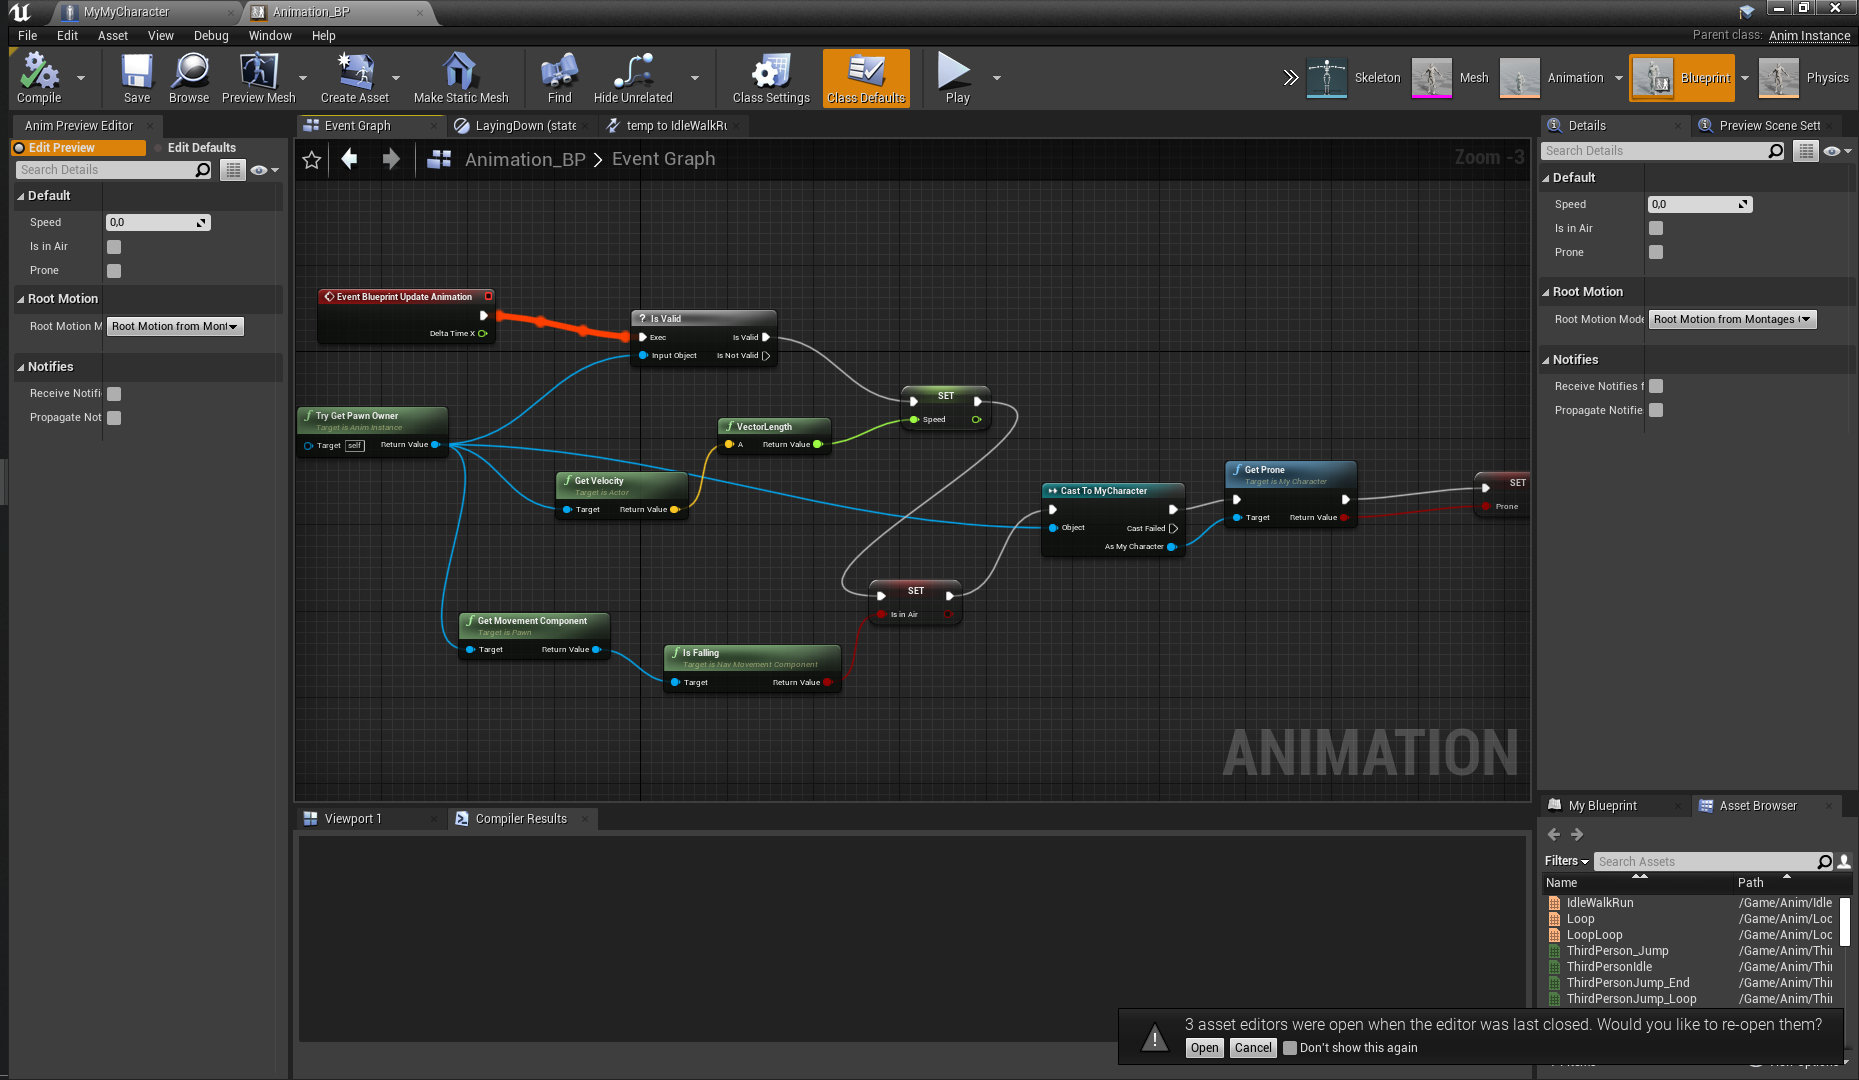 MyMyCharacter
Animation_BP
File Edit Asset View Debug Window Help
Parent class: Anim Instance
Compile
Save
Browse
Preview Mesh
Create Asset
Make Static Mesh
Find
Hide Unrelated
Class Settings
Class Defaults
Play
Skeleton
Mesh
Animation
Blueprint
Physics
Anim Preview Editor
Edit Preview
Edit Defaults
Search Details
Default
Speed 0,0
Is in Air
Prone
Root Motion
Root Motion M Root Motion from Mont
Notifies
Receive Notifi
Propagate Not
Event Graph
LayingDown (state
temp to IdleWalkRu
Animation_BP > Event Graph
Zoom -3
Event Blueprint Update Animation
Delta Time X
? Is Valid
Exec Is Valid
Input Object Is Not Valid
SET
Speed
f Try Get Pawn Owner
Target is Anim Instance
Target self Return Value
f VectorLength
A Return Value
f Get Velocity
Target is Actor
Target Return Value
Cast To MyCharacter
Object Cast Failed
As My Character
f Get Prone
Target is My Character
Target Return Value
SET
Prone
SET
Is in Air
f Get Movement Component
Target is Pawn
Target Return Value
f Is Falling
Target is Nav Movement Component
Target Return Value
ANIMATION
Viewport 1
Compiler Results
Details
Preview Scene Sett
Search Details
Default
Speed 0,0
Is in Air
Prone
Root Motion
Root Motion Mode Root Motion from Montages
Notifies
Receive Notifies f
Propagate Notifie
My Blueprint
Asset Browser
Filters Search Assets
Name Path
IdleWalkRun /Game/Anim/Idle
Loop /Game/Anim/Loc
LoopLoop /Game/Anim/Loc
ThirdPerson_Jump /Game/Anim/Thir
ThirdPersonIdle /Game/Anim/Thir
ThirdPersonJump_End /Game/Anim/Thir
ThirdPersonJump_Loop /Game/Anim/Thir
3 asset editors were open when the editor was last closed. Would you like to re-open them?
Open Cancel Don't show this again